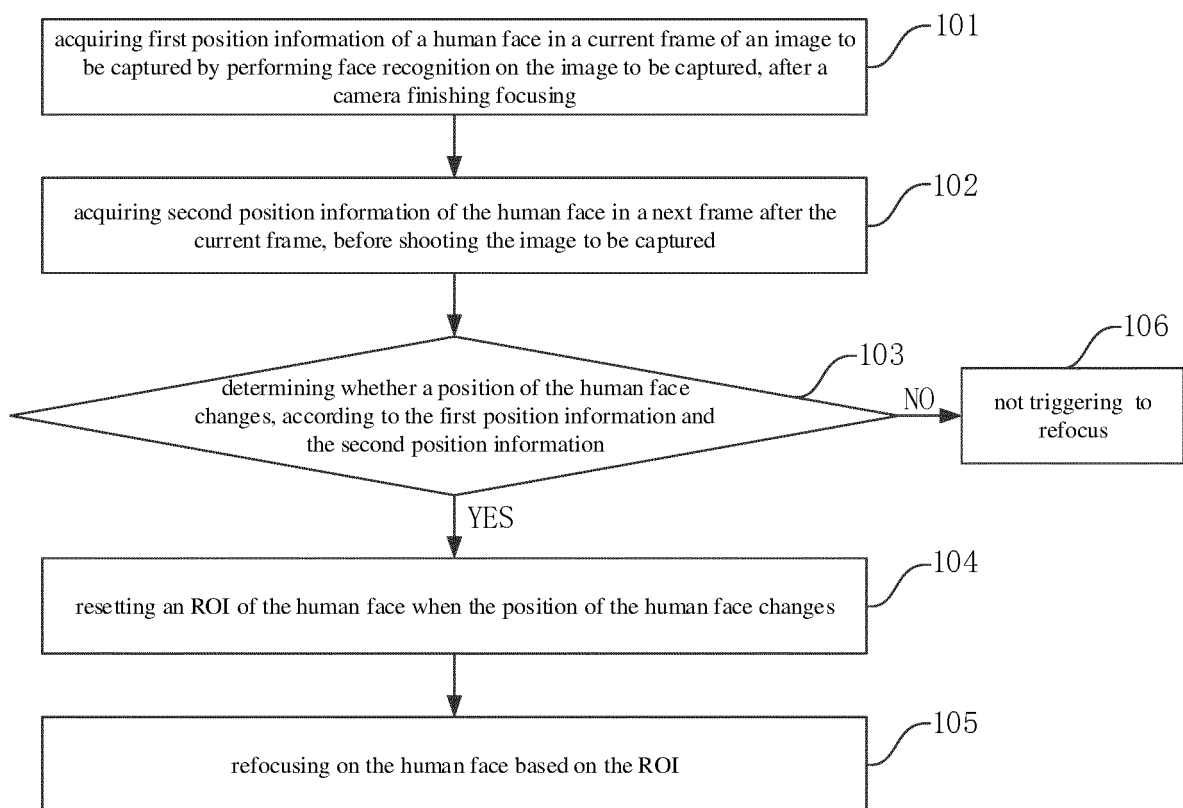 acquiring first position information of a human face in a current frame of an image to
be captured by performing face recognition on the image to be captured, after a
camera finishing focusing
101
acquiring second position information of the human face in a next frame after the
current frame, before shooting the image to be captured
102
determining whether a position of the human face
changes, according to the first position information and
the second position information
103
NO
106
not triggering to
refocus
YES
resetting an ROI of the human face when the position of the human face changes
104
refocusing on the human face based on the ROI
105